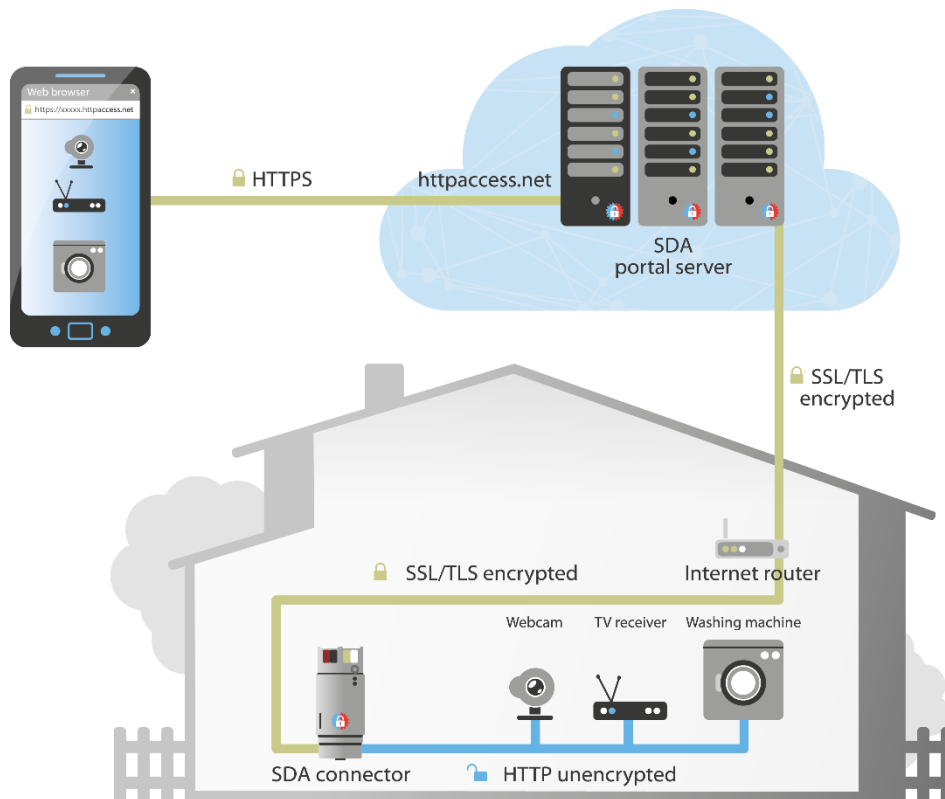 Web browser ×
https://xxxxx.httpaccess.net
HTTPS
httpaccess.net
SDA
portal server
SSL/TLS
encrypted
SSL/TLS encrypted
Internet router
Webcam
TV receiver
Washing machine
SDA connector
HTTP unencrypted